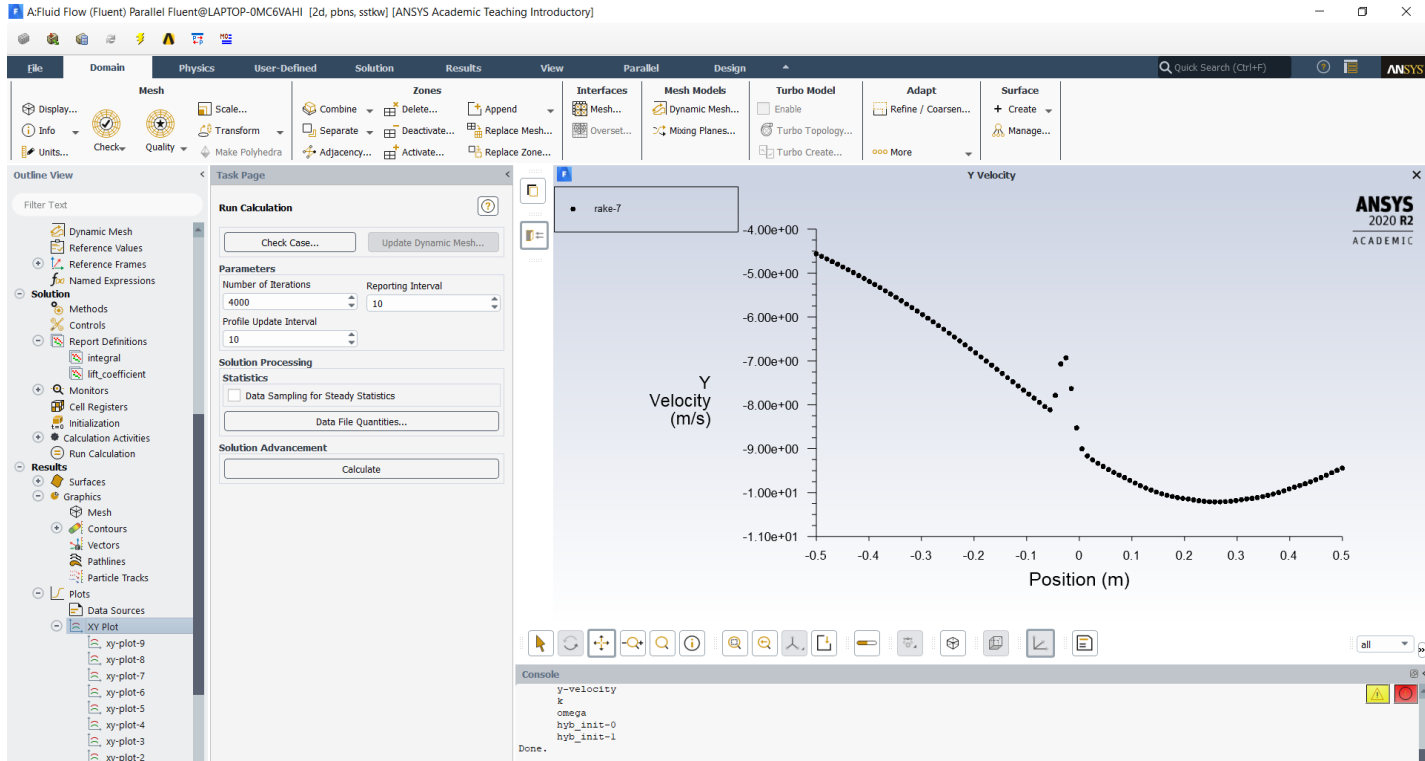 A:Fluid Flow (Fluent) Parallel Fluent@LAPTOP-0MC6VAHI [2d, pbns, sstkw] [ANSYS Academic Teaching Introductory]
File Domain Physics User-Defined Solution Results View Parallel Design Quick Search (Ctrl+F) ANSYS
Mesh Zones Interfaces Mesh Models Turbo Model Adapt Surface
Display... Scale... Combine Delete... Append Mesh... Dynamic Mesh... Enable Refine / Coarsen... + Create
Info Transform Separate Deactivate... Replace Mesh... Overset... Mixing Planes... Turbo Topology... Manage...
Units... Check Quality Make Polyhedra Adjacency... Activate... Replace Zone... Turbo Create... More
Outline View
Filter Text
Dynamic Mesh
Reference Values
Reference Frames
Named Expressions
Solution
Methods
Controls
Report Definitions
integral
lift_coefficient
Monitors
Cell Registers
Initialization
Calculation Activities
Run Calculation
Results
Surfaces
Graphics
Mesh
Contours
Vectors
Pathlines
Particle Tracks
Plots
Data Sources
XY Plot
xy-plot-9
xy-plot-8
xy-plot-7
xy-plot-6
xy-plot-5
xy-plot-4
xy-plot-3
xy-plot-2
Task Page
Run Calculation
Check Case... Update Dynamic Mesh...
Parameters
Number of Iterations Reporting Interval
4000 10
Profile Update Interval
10
Solution Processing
Statistics
Data Sampling for Steady Statistics
Data File Quantities...
Solution Advancement
Calculate
Y Velocity
rake-7
ANSYS
2020 R2
ACADEMIC
-4.00e+00
-5.00e+00
-6.00e+00
-7.00e+00
-8.00e+00
-9.00e+00
-1.00e+01
-1.10e+01
Y
Velocity
(m/s)
-0.5 -0.4 -0.3 -0.2 -0.1 0 0.1 0.2 0.3 0.4 0.5
Position (m)
all
Console
y-velocity
k
omega
hyb_init-0
hyb_init-1
Done.